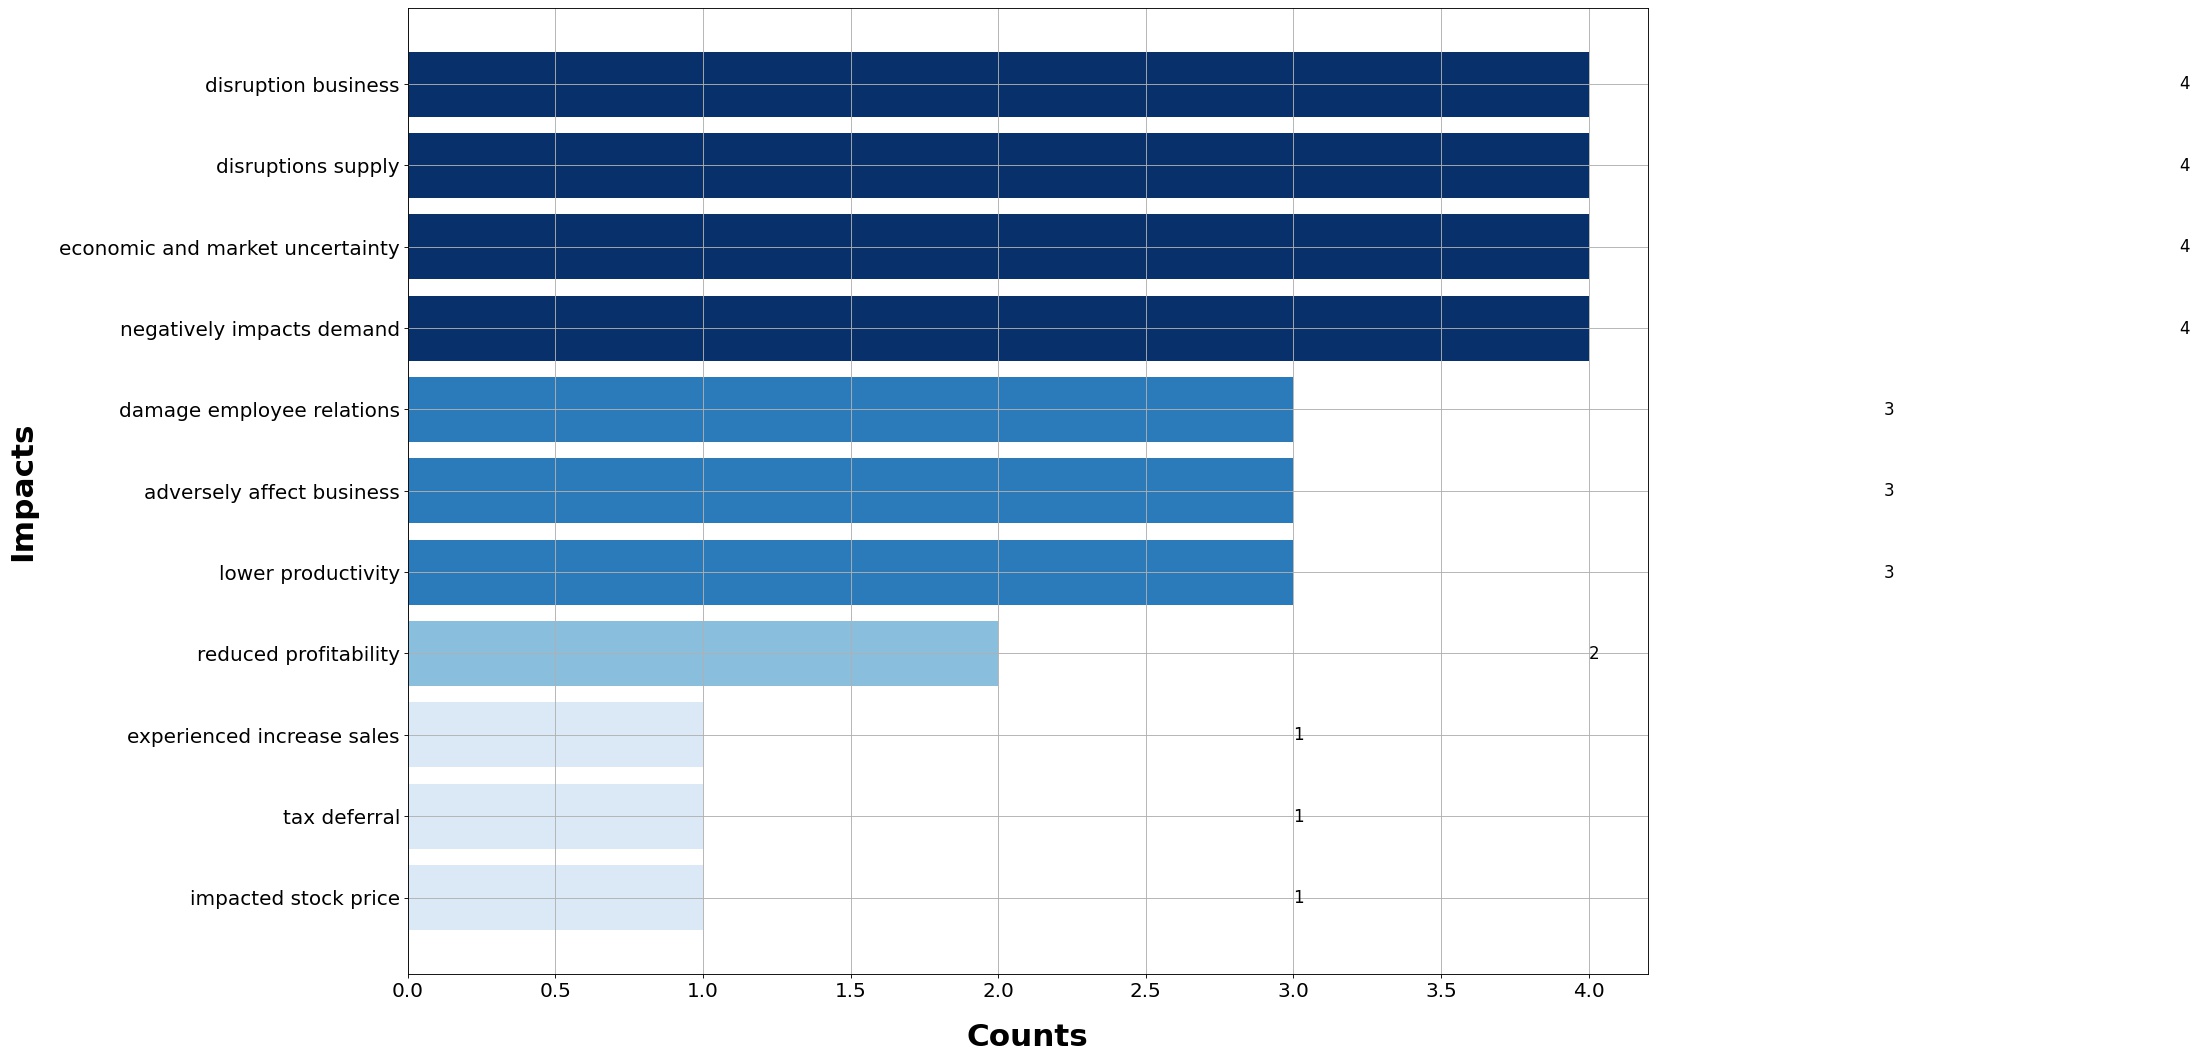 disruption business 4
disruptions supply 4
economic and market uncertainty 4
negatively impacts demand 4
damage employee relations 3
adversely affect business 3
lower productivity 3
reduced profitability 2
experienced increase sales 1
tax deferral 1
impacted stock price 1
Impacts
0.0 0.5 1.0 1.5 2.0 2.5 3.0 3.5 4.0
Counts